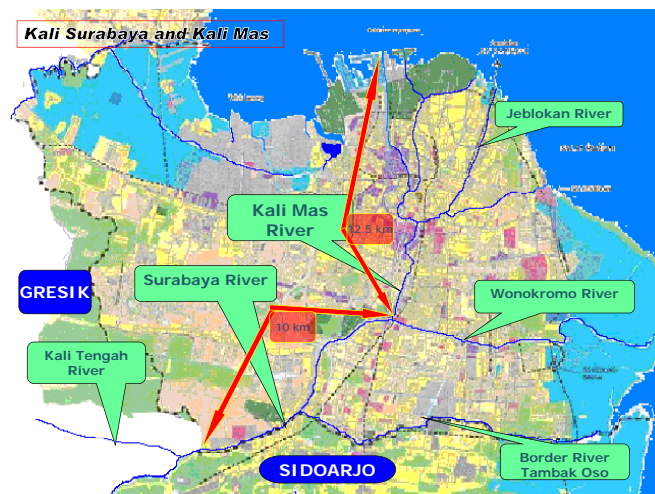 Kali Surabaya and Kali Mas
Jeblokan River
Kali Mas
River
12.5 km
Surabaya River
GRESIK
Wonokromo River
10 km
Kali Tengah
River
Border River
Tambak Oso
SIDOARJO